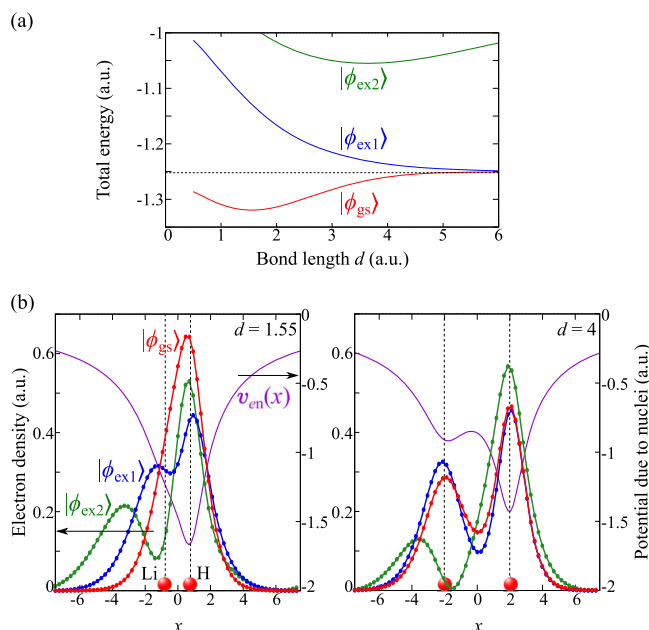 (a)
Total energy (a.u.)
-1
-1.1
-1.2
-1.3
|ϕex2⟩
|ϕex1⟩
|ϕgs⟩
0 1 2 3 4 5 6
Bond length d (a.u.)
(b)
Electron density (a.u.)
0.6
0.4
0.2
0
|ϕgs⟩
d = 1.55
ven(x)
|ϕex1⟩
|ϕex2⟩
Li H
0
-0.5
-1
-1.5
-2
-6 -4 -2 0 2 4 6
x
d = 4
0.6
0.4
0.2
0
0
-0.5
-1
-1.5
-2
-6 -4 -2 0 2 4 6
x
Potential due to nuclei (a.u.)